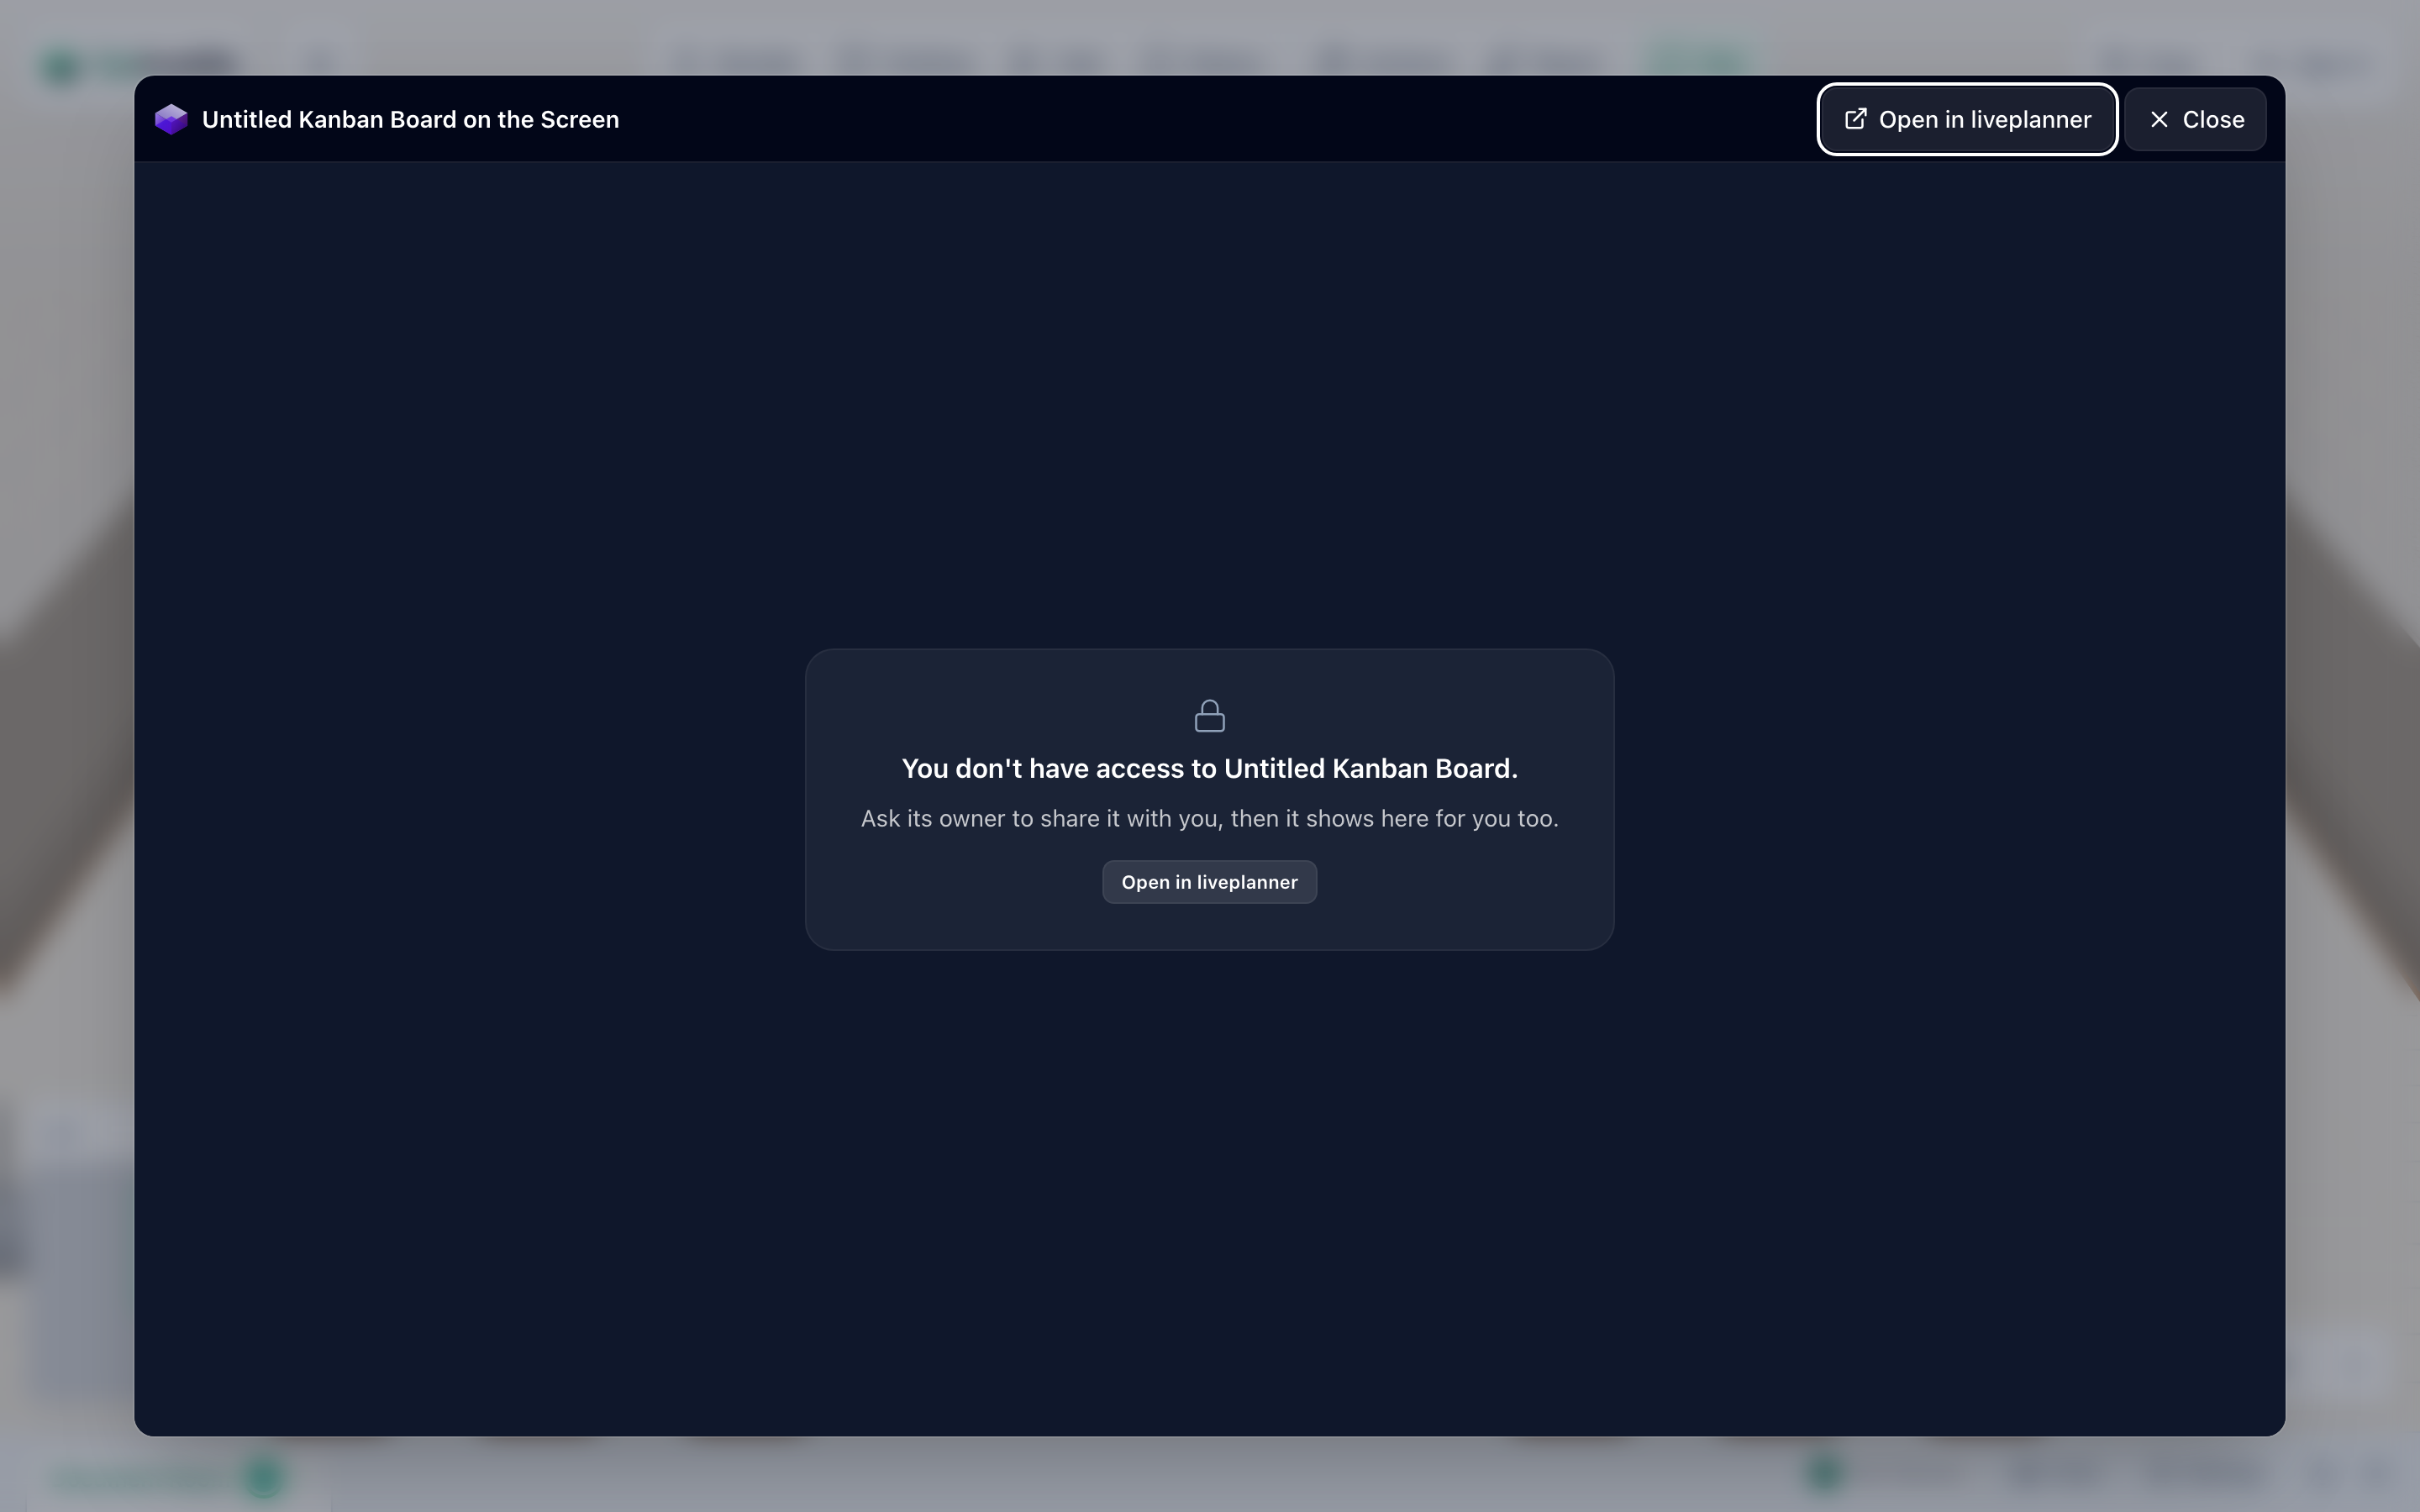 Untitled Kanban Board on the Screen
Open in liveplanner
Close
You don't have access to Untitled Kanban Board.
Ask its owner to share it with you, then it shows here for you too.
Open in liveplanner